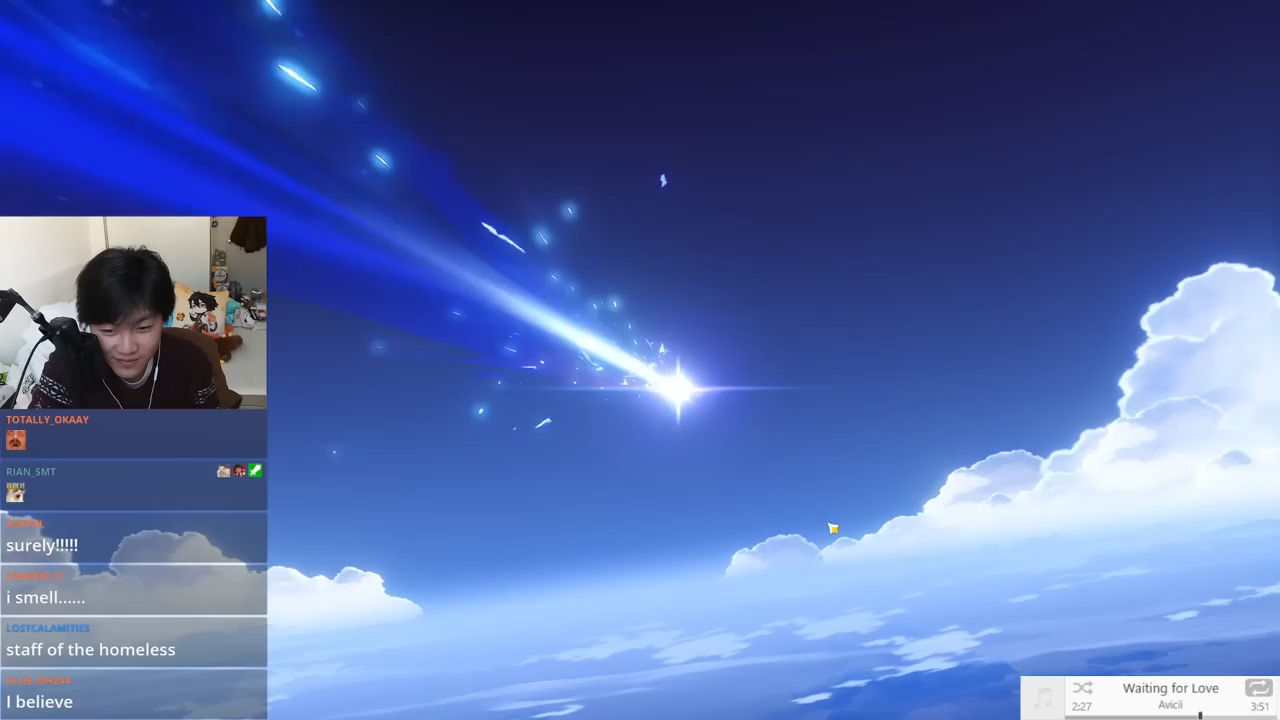 TOTALLY_OKAAY
RIAN_SMT
surely!!!!!
i smell......
LOSTCALAMITIES
staff of the homeless
I believe
Waiting for Love
2:27
Avicii
3:51